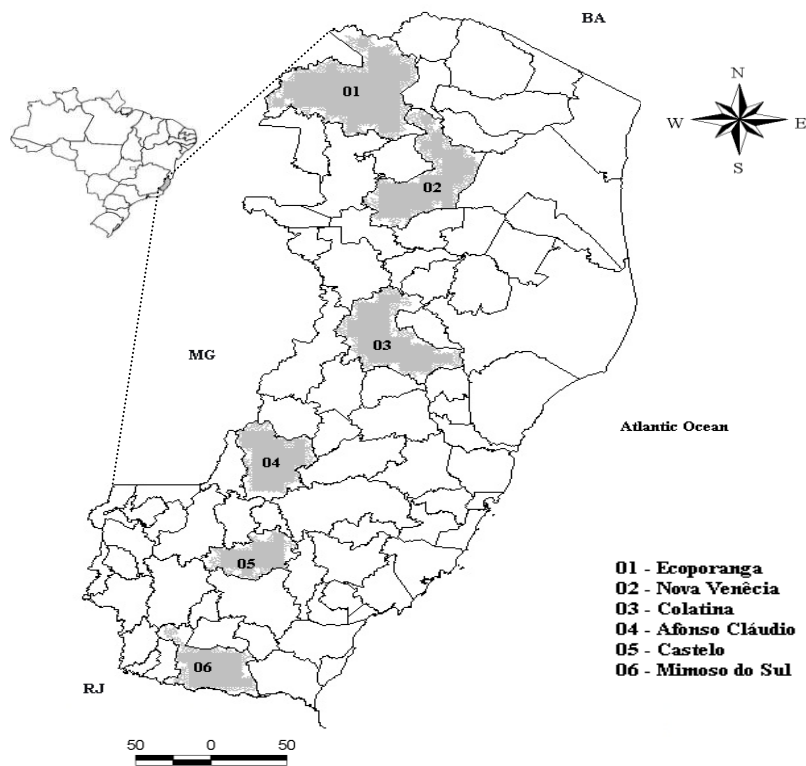 BA
N
W E
S
01
02
03
MG
Atlantic Ocean
04
05
01 - Ecoporanga
02 - Nova Venêcia
03 - Colatina
04 - Afonso Cláudio
05 - Castelo
06 - Mimoso do Sul
06
RJ
50 0 50